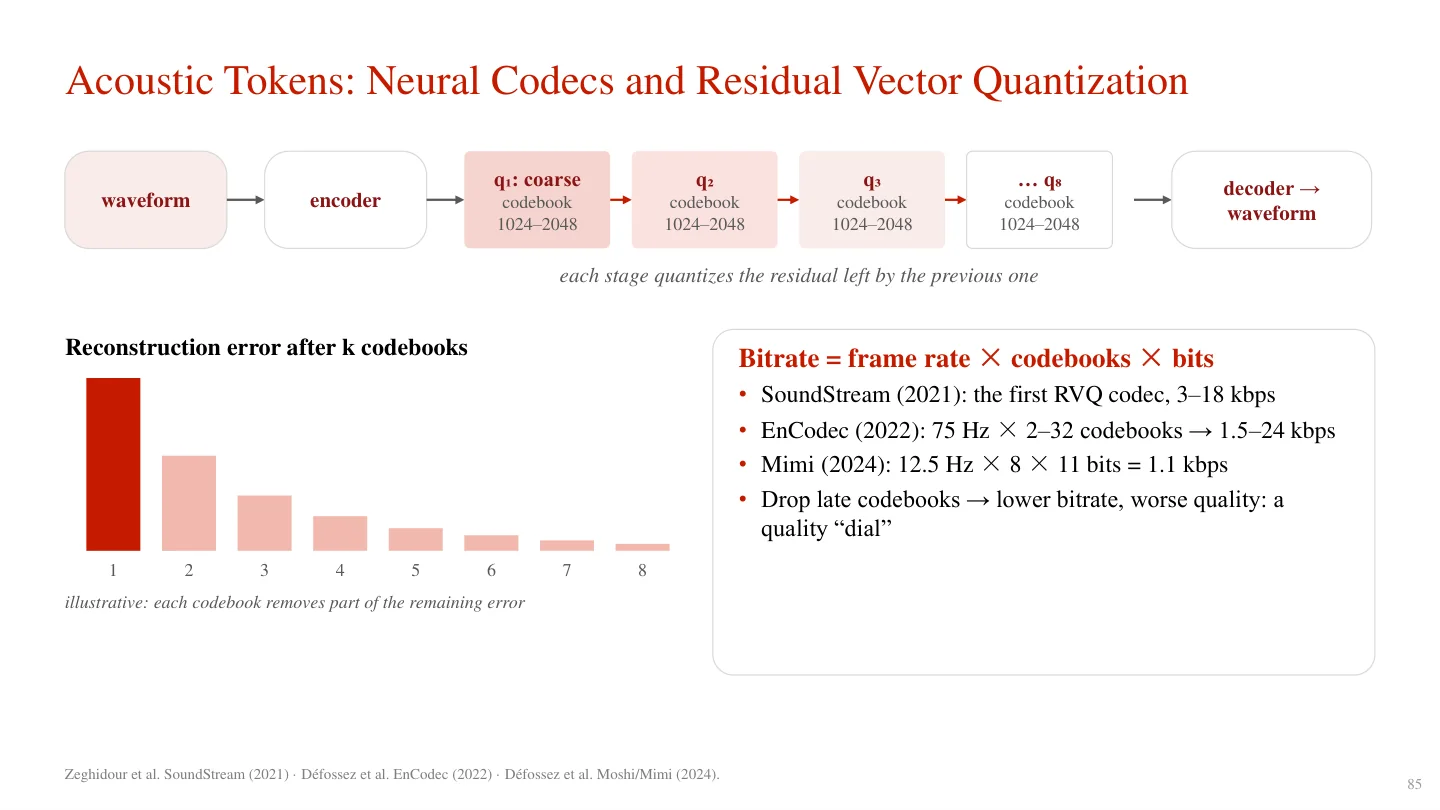 Acoustic Tokens: Neural Codecs and Residual Vector Quantization
waveform
encoder
q₁: coarse
codebook
1024–2048
q₂
codebook
1024–2048
q₃
codebook
1024–2048
… q₈
codebook
1024–2048
decoder →
waveform
each stage quantizes the residual left by the previous one
Reconstruction error after k codebooks
1 2 3 4 5 6 7 8
illustrative: each codebook removes part of the remaining error
Bitrate = frame rate × codebooks × bits
• SoundStream (2021): the first RVQ codec, 3–18 kbps
• EnCodec (2022): 75 Hz × 2–32 codebooks → 1.5–24 kbps
• Mimi (2024): 12.5 Hz × 8 × 11 bits = 1.1 kbps
• Drop late codebooks → lower bitrate, worse quality: a
quality “dial”
Zeghidour et al. SoundStream (2021) · Défossez et al. EnCodec (2022) · Défossez et al. Moshi/Mimi (2024).
85